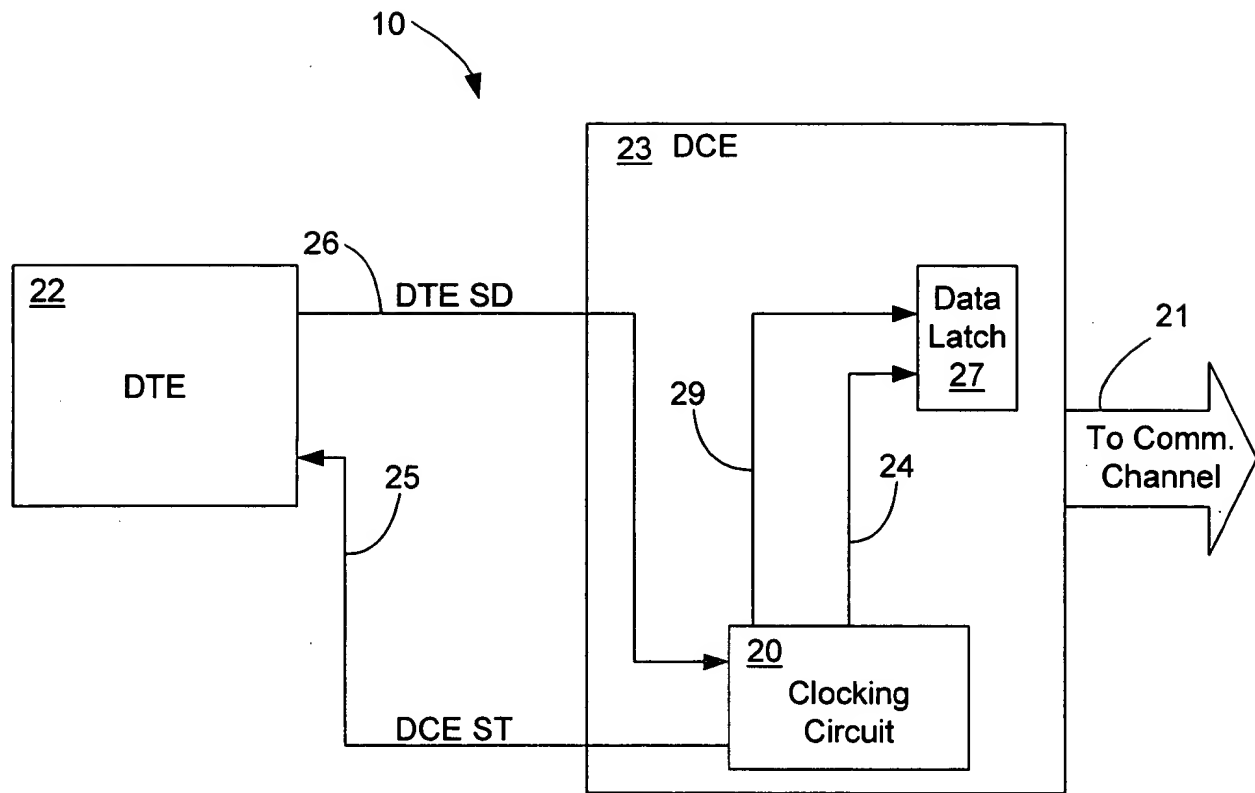 10
23 DCE
26
22
DTE SD
Data
Latch
27
21
DTE
29
To Comm.
Channel
25
24
20
Clocking
Circuit
DCE ST